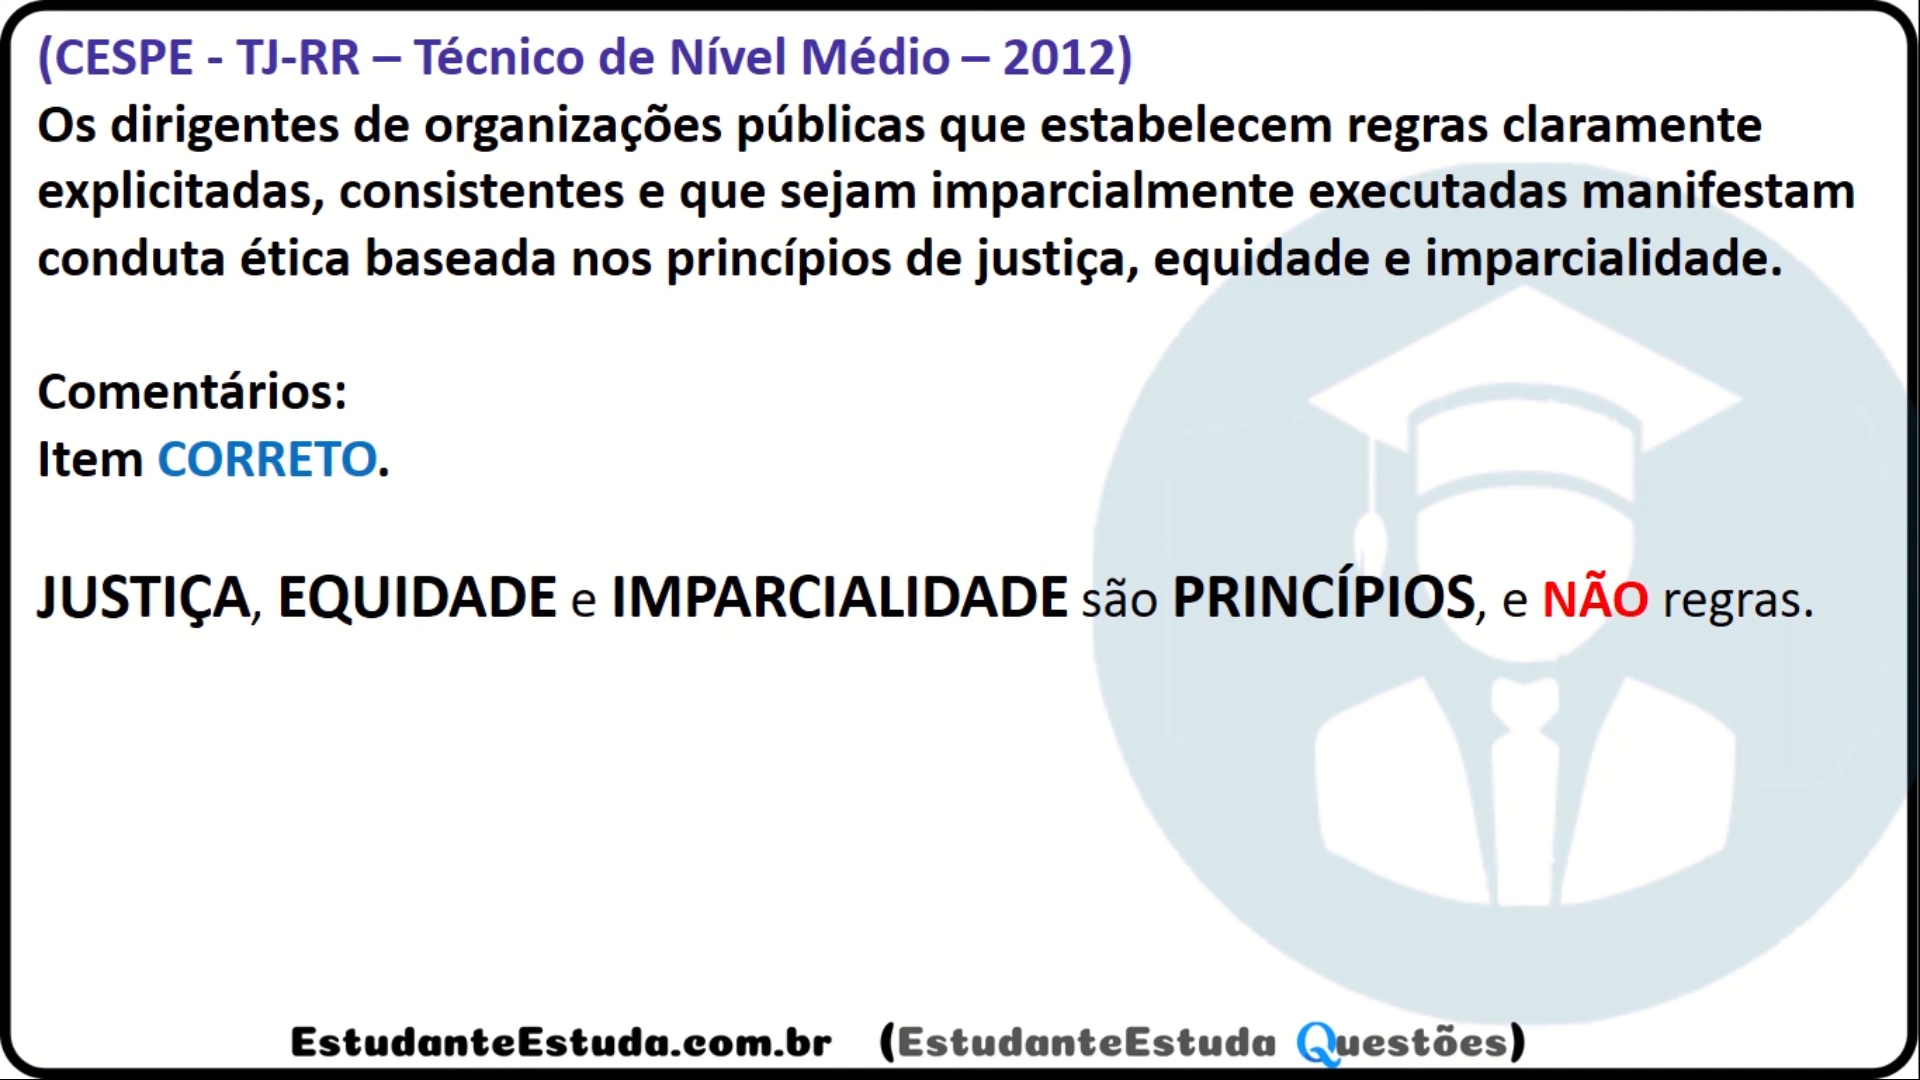 (CESPE - TJ-RR – Técnico de Nível Médio – 2012)
Os dirigentes de organizações públicas que estabelecem regras claramente
explicitadas, consistentes e que sejam imparcialmente executadas manifestam
conduta ética baseada nos princípios de justiça, equidade e imparcialidade.
Comentários:
Item CORRETO.
JUSTIÇA, EQUIDADE e IMPARCIALIDADE são PRINCÍPIOS, e NÃO regras.
EstudanteEstuda.com.br (EstudanteEstuda Questões)